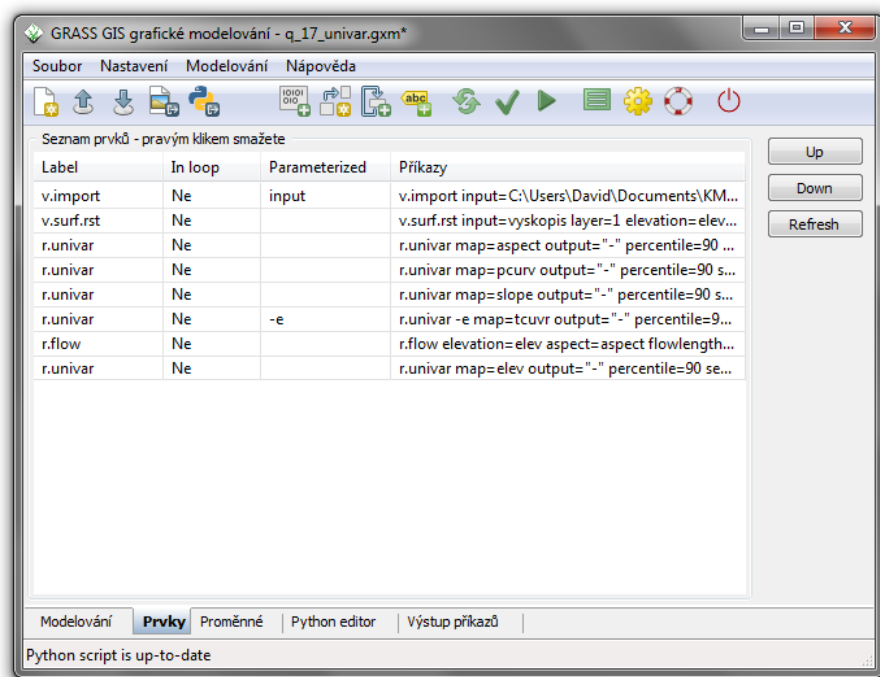 GRASS GIS grafické modelování - q_17_univar.gxm*
Soubor Nastavení Modelování Nápověda
Seznam prvků - pravým klikem smažete
Up
Down
Refresh
Label In loop Parameterized Příkazy
v.import Ne input v.import input=C:\Users\David\Documents\KM...
v.surf.rst Ne v.surf.rst input=vyskopis layer=1 elevation=elev...
r.univar Ne r.univar map=aspect output="-" percentile=90 ...
r.univar Ne r.univar map=pcurv output="-" percentile=90 s...
r.univar Ne r.univar map=slope output="-" percentile=90 s...
r.univar Ne -e r.univar -e map=tcuvr output="-" percentile=9...
r.flow Ne r.flow elevation=elev aspect=aspect flowlength...
r.univar Ne r.univar map=elev output="-" percentile=90 se...
Modelování Prvky Proměnné Python editor Výstup příkazů
Python script is up-to-date